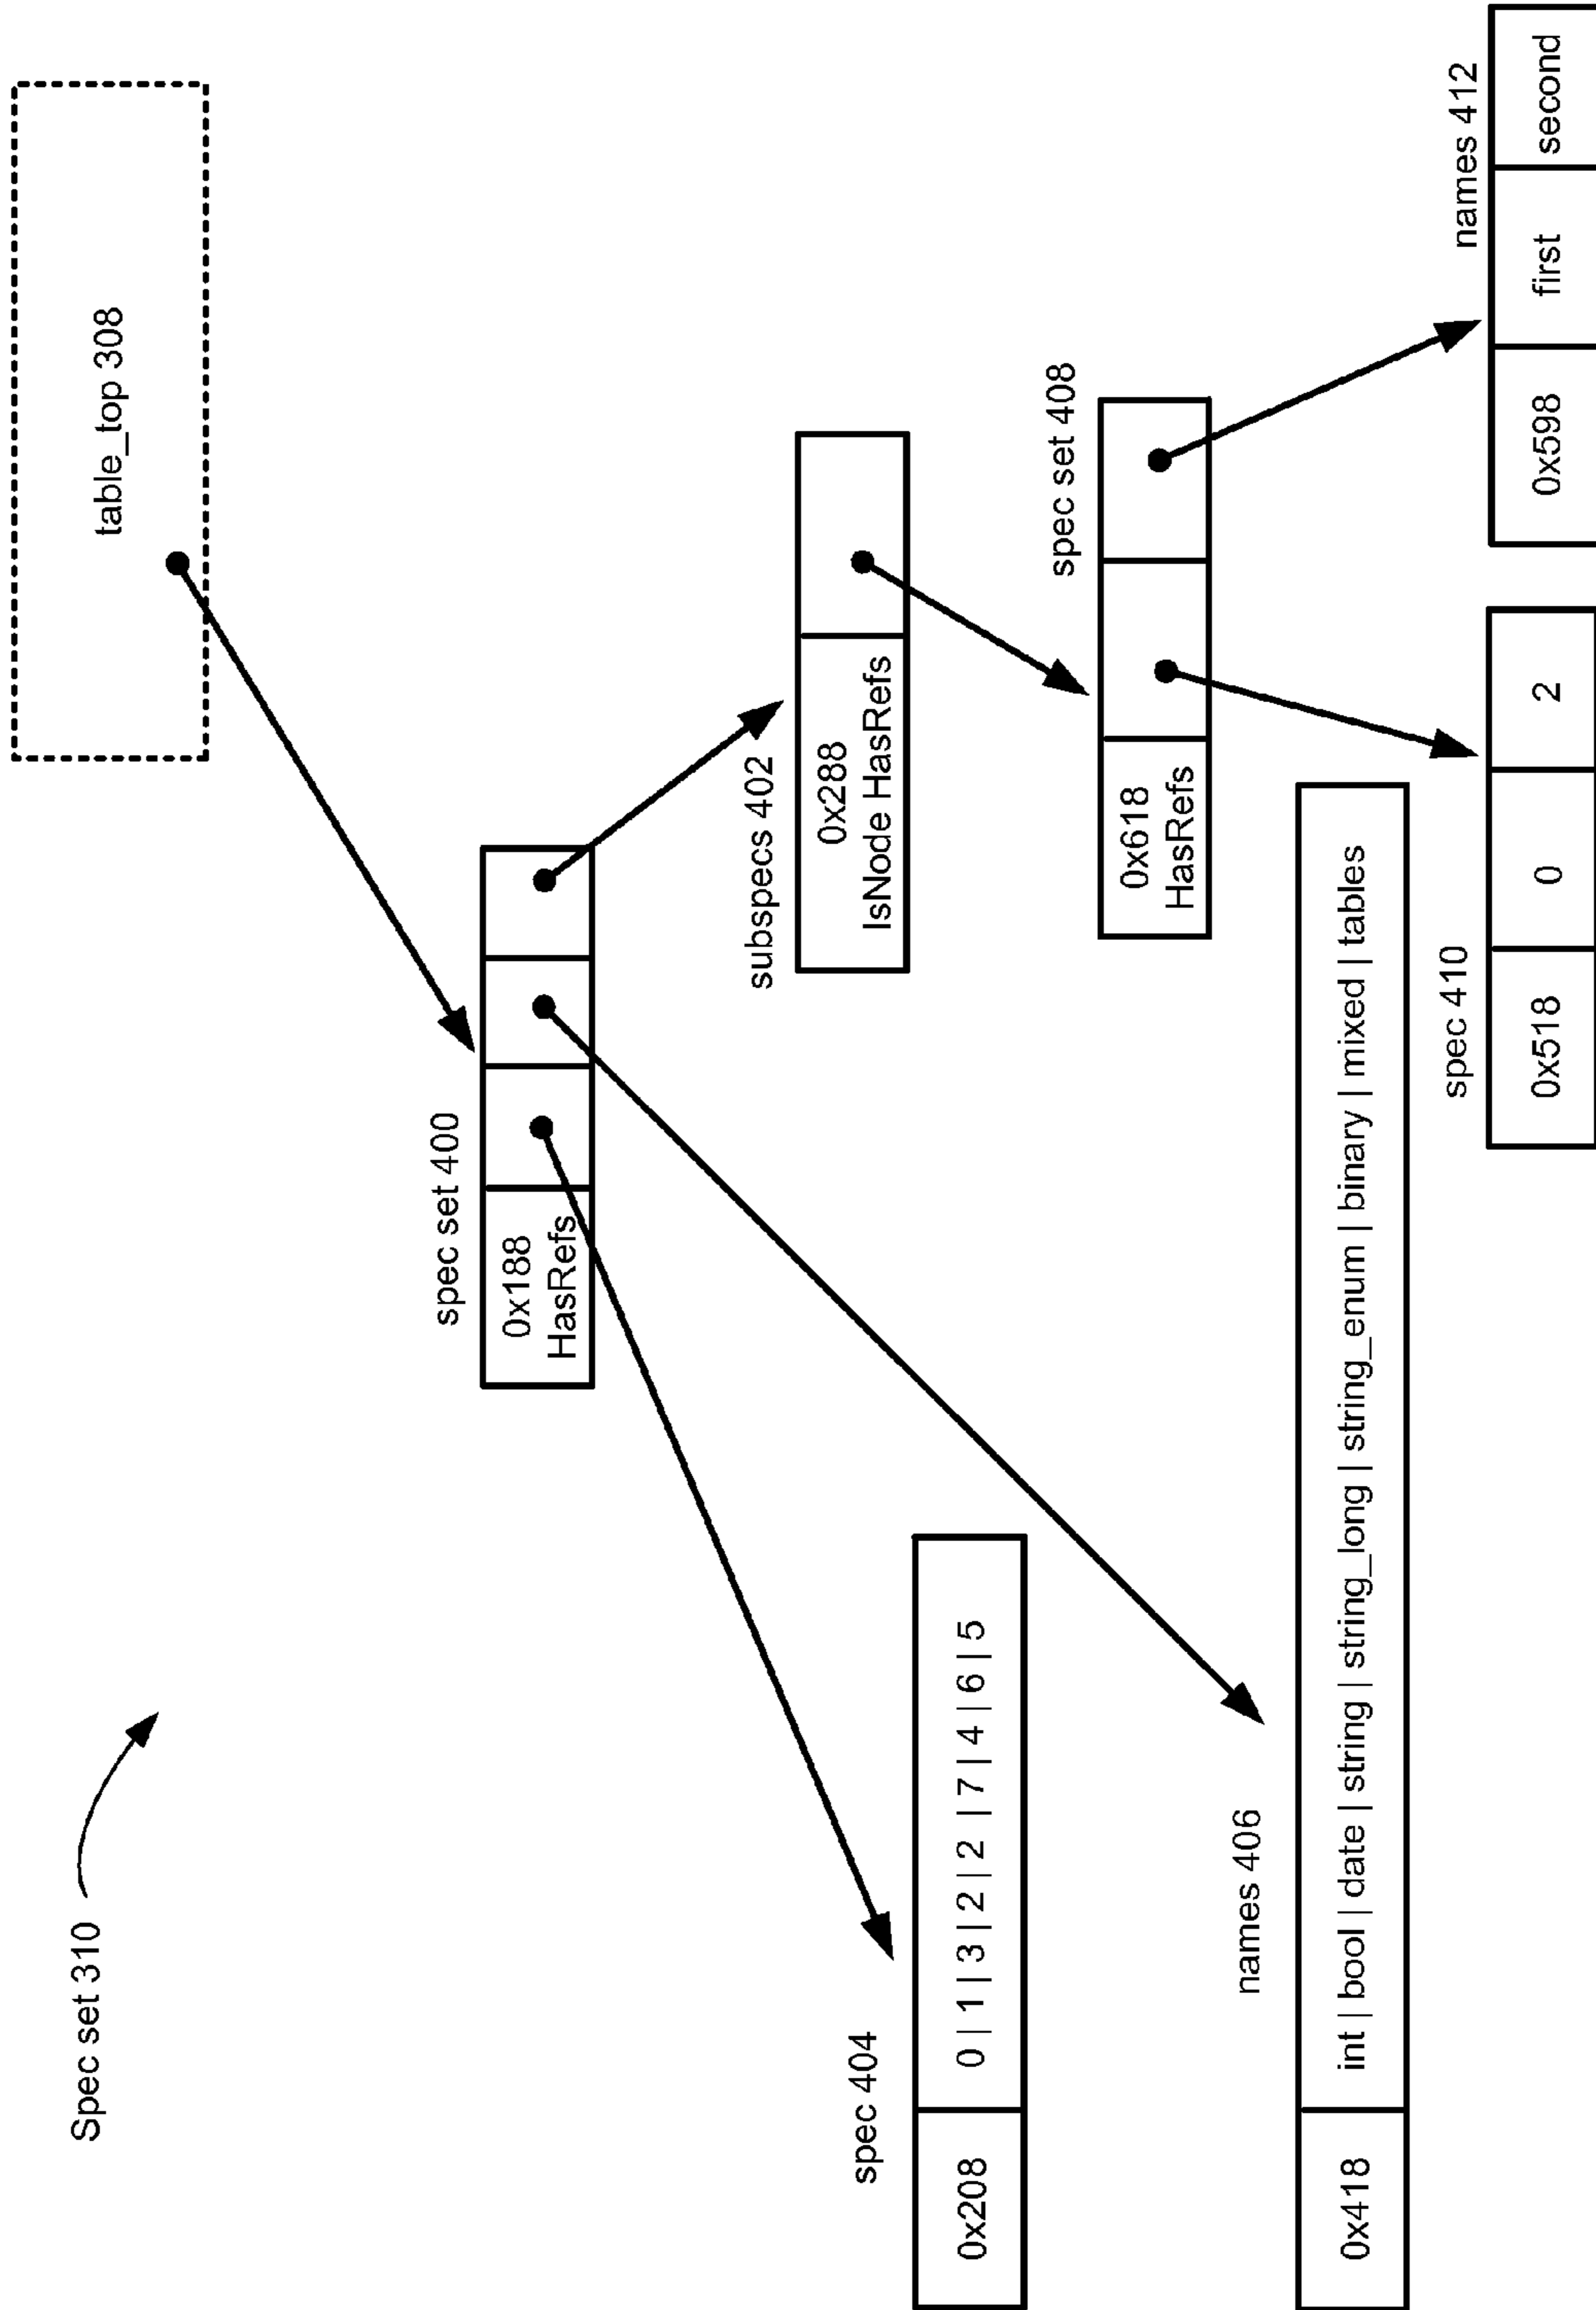 Spec set 310
table_top 308
spec set 400
0x188
HasRefs
subspecs 402
0x288
IsNode HasRefs
spec 404
0x208
0 | 1 | 3 | 2 | 2 | 7 | 4 | 6 | 5
spec set 408
0x618
HasRefs
names 406
0x418
int | bool | date | string | string_long | string_enum | binary | mixed | tables
spec 410
0x518
0
2
names 412
0x598
first
second